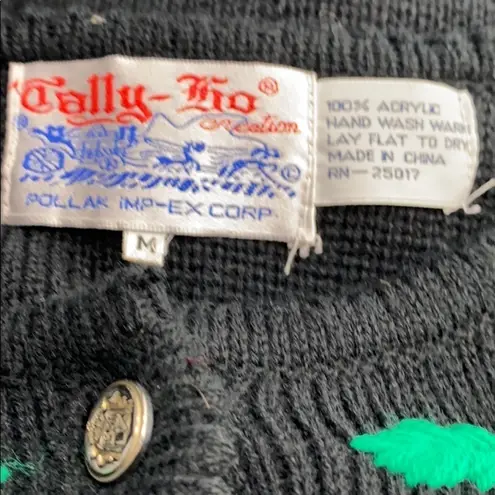 Tally-Ho®
®
Creation
©
POLLAK IMP-EX CORP.
M
100% ACRYLIC
HAND WASH WARM
LAY FLAT TO DRY
MADE IN CHINA
RN-25017